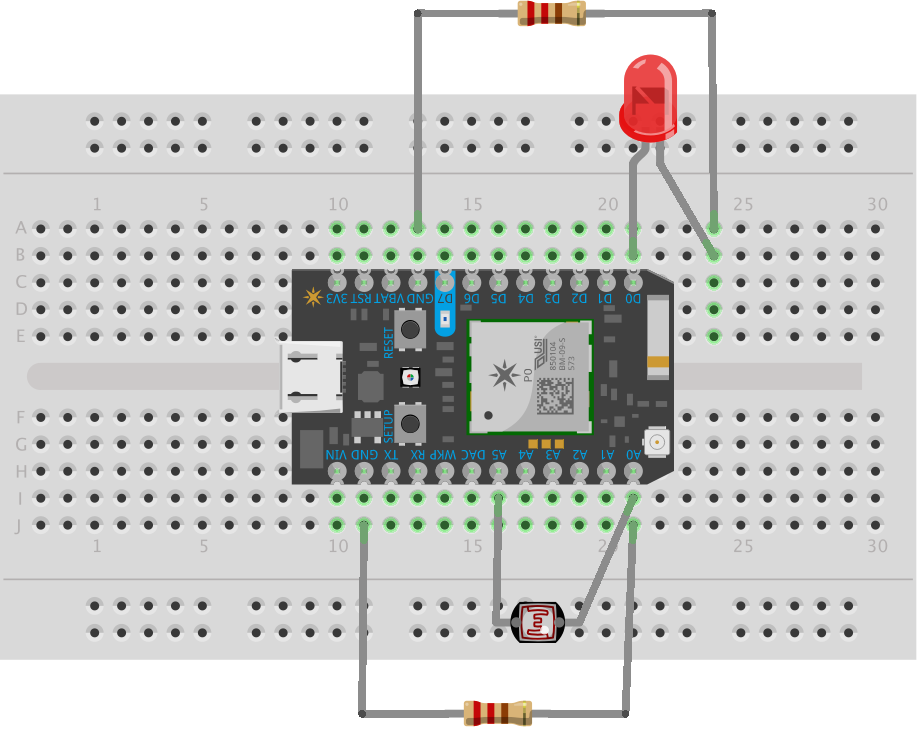 1 5 10 15 20 25 30
A
B
3V3 RST VBAT GND D7 D6 D5 D4 D3 D2 D1 D0
C
D
E
RESET
P0
USI
850104
BM-09-S
573
SETUP
F
G
VIN GND TX RX WKP DAC A5 A4 A3 A2 A1 A0
H
I
J
1 5 10 15 2 25 30